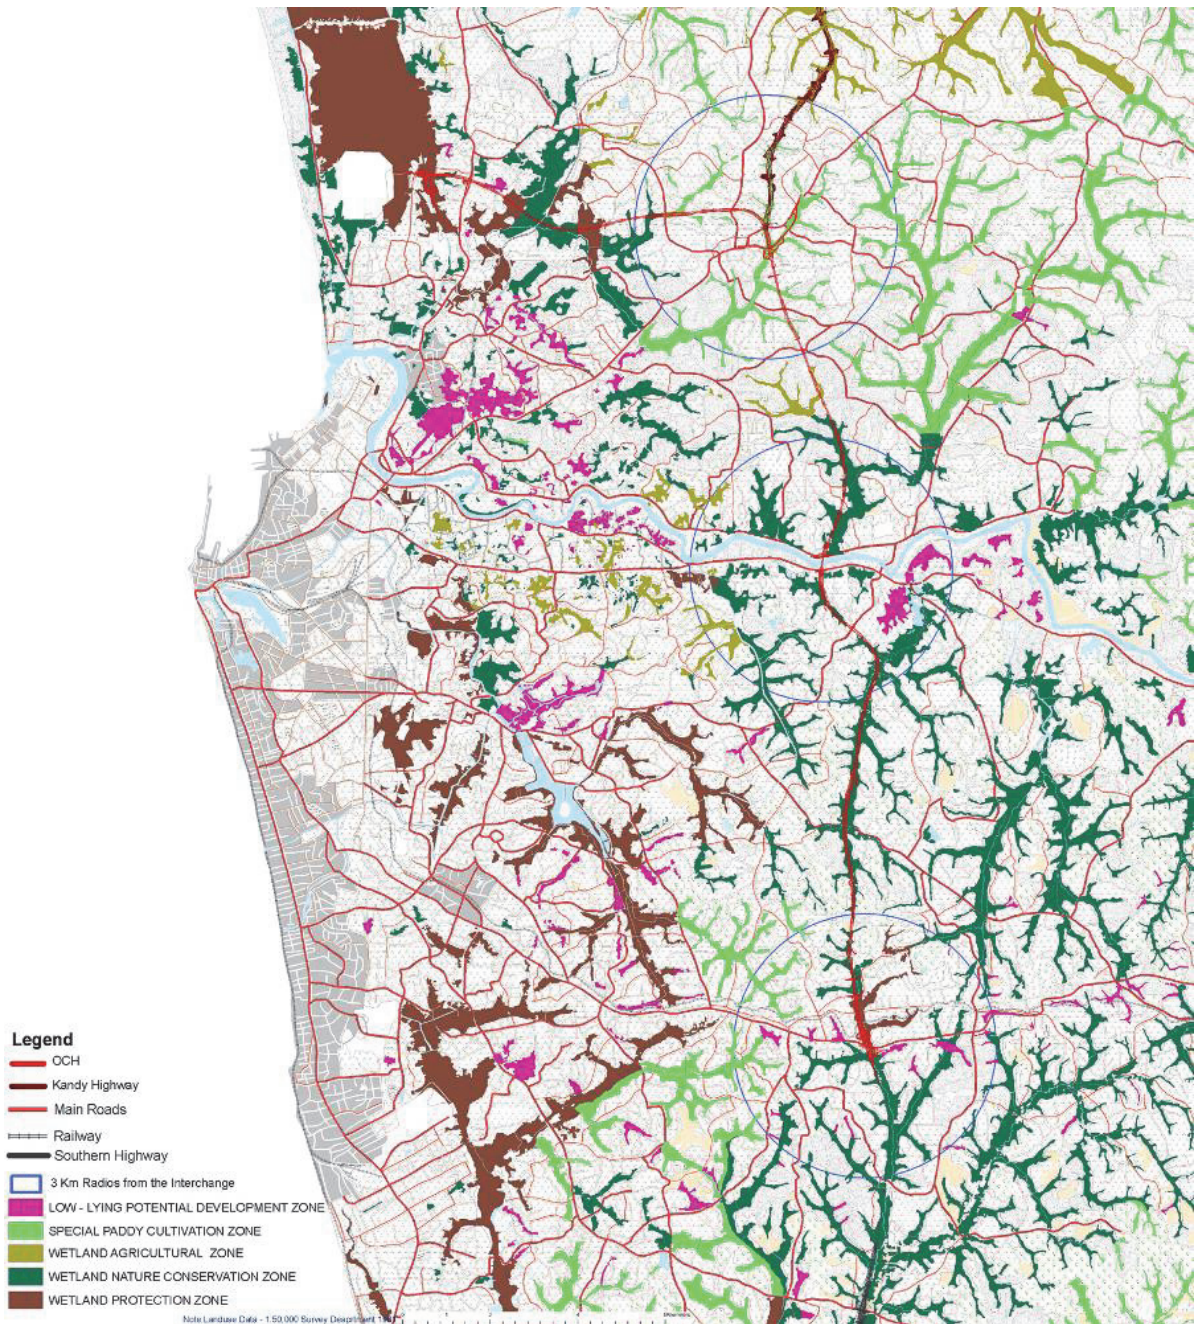 Legend
OCH
Kandy Highway
Main Roads
Railway
Southern Highway
3 Km Radios from the Interchange
LOW - LYING POTENTIAL DEVELOPMENT ZONE
SPECIAL PADDY CULTIVATION ZONE
WETLAND AGRICULTURAL ZONE
WETLAND NATURE CONSERVATION ZONE
WETLAND PROTECTION ZONE
Note:Landuse Data - 1:50,000 Survey